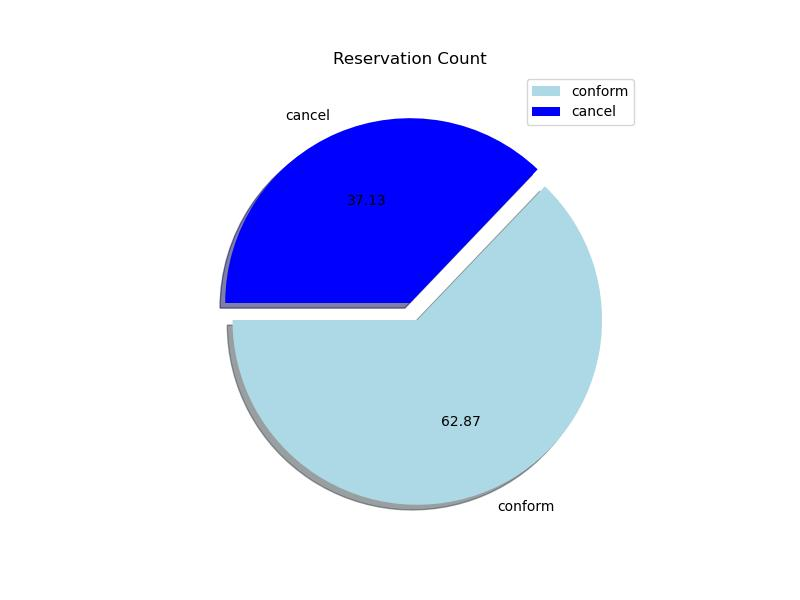 Reservation Count
conform
cancel
cancel
37.13
62.87
conform